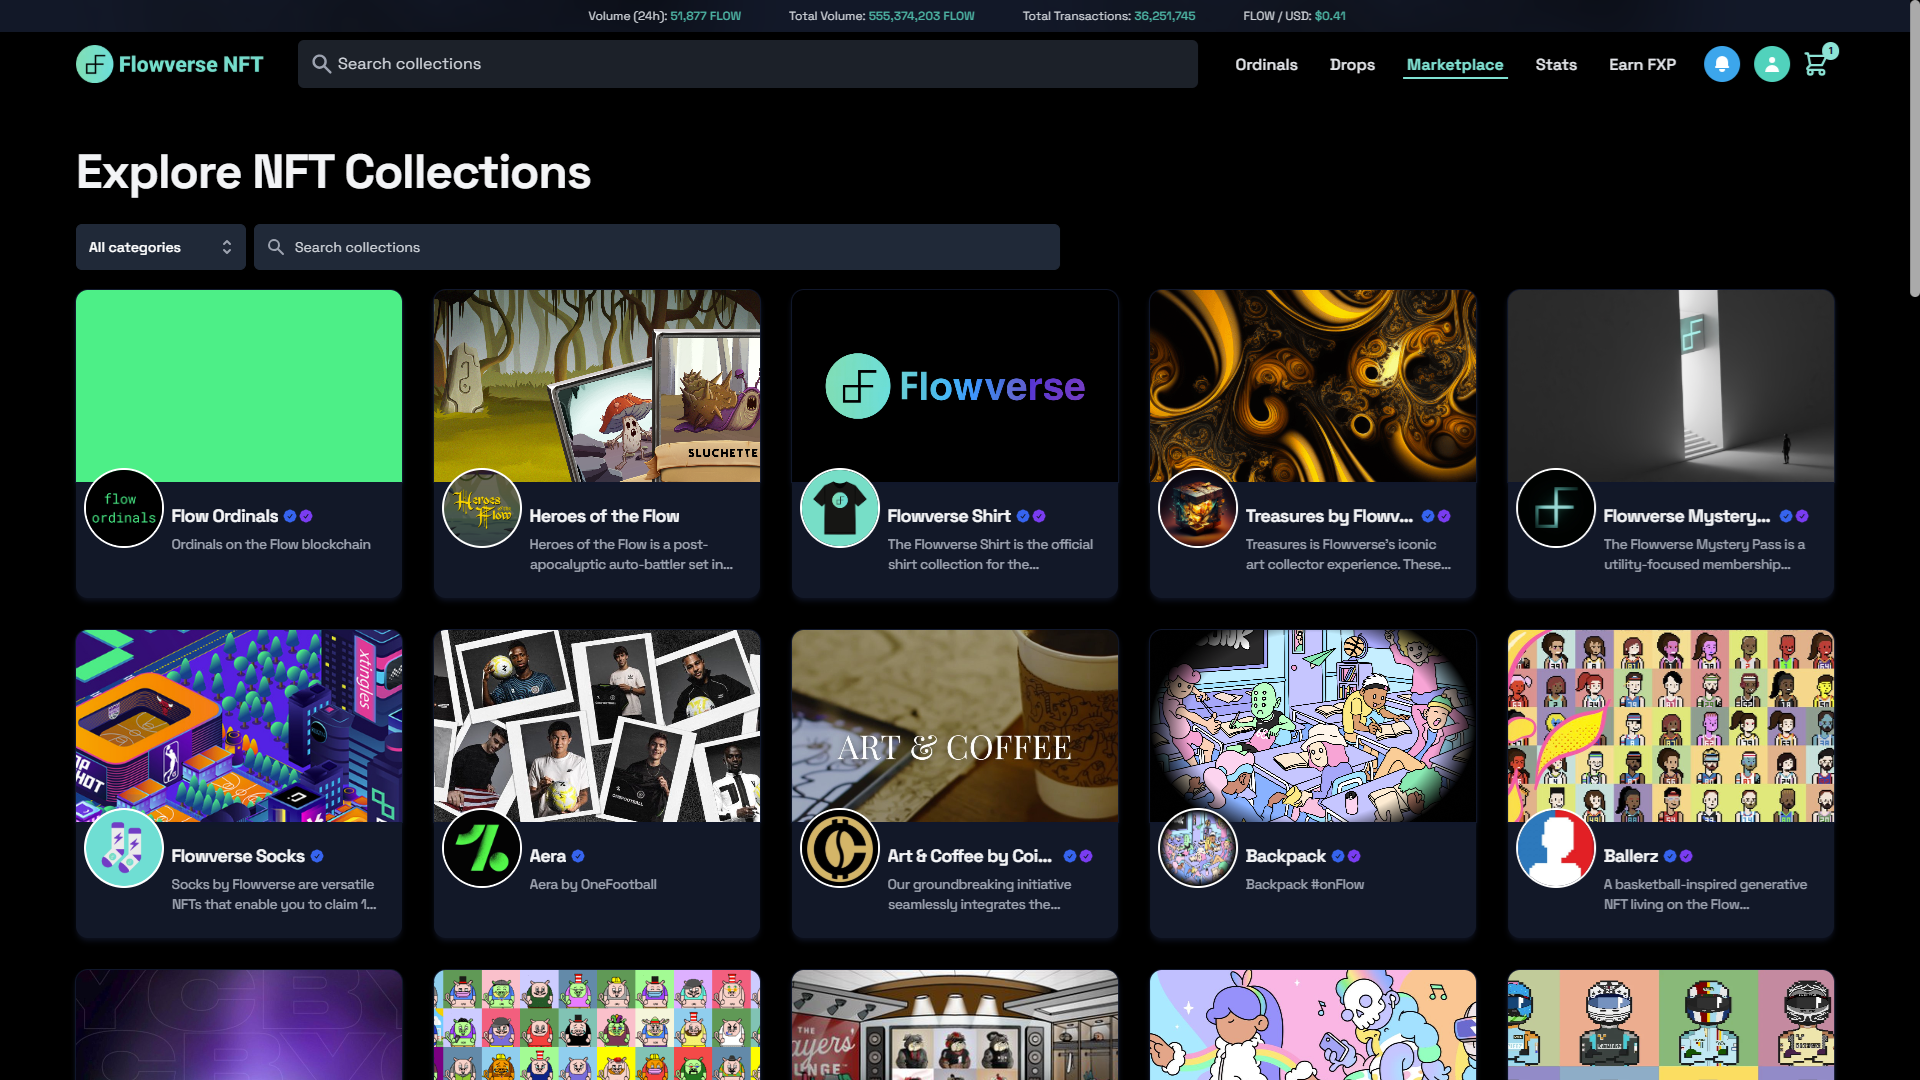 Volume (24h): 51,877 FLOW Total Volume: 555,374,203 FLOW Total Transactions: 36,251,745 FLOW / USD: $0.41
Flowverse NFT
Search collections
Ordinals Drops Marketplace Stats Earn FXP
1
Explore NFT Collections
All categories
Search collections
SLUCHETTE
Flowverse
flow
ordinals
Flow Ordinals
Ordinals on the Flow blockchain
Heroes
of the
Flow
Heroes of the Flow
Heroes of the Flow is a post-
apocalyptic auto-battler set in...
Flowverse Shirt
The Flowverse Shirt is the official
shirt collection for the...
Treasures by Flowv...
Treasures is Flowverse's iconic
art collector experience. These...
Flowverse Mystery...
The Flowverse Mystery Pass is a
utility-focused membership...
xtingles
ART & COFFEE
Flowverse Socks
Socks by Flowverse are versatile
NFTs that enable you to claim 1...
Aera
Aera by OneFootball
Art & Coffee by Coi...
Our groundbreaking initiative
seamlessly integrates the...
Backpack
Backpack #onFlow
Ballerz
A basketball-inspired generative
NFT living on the Flow...
THE